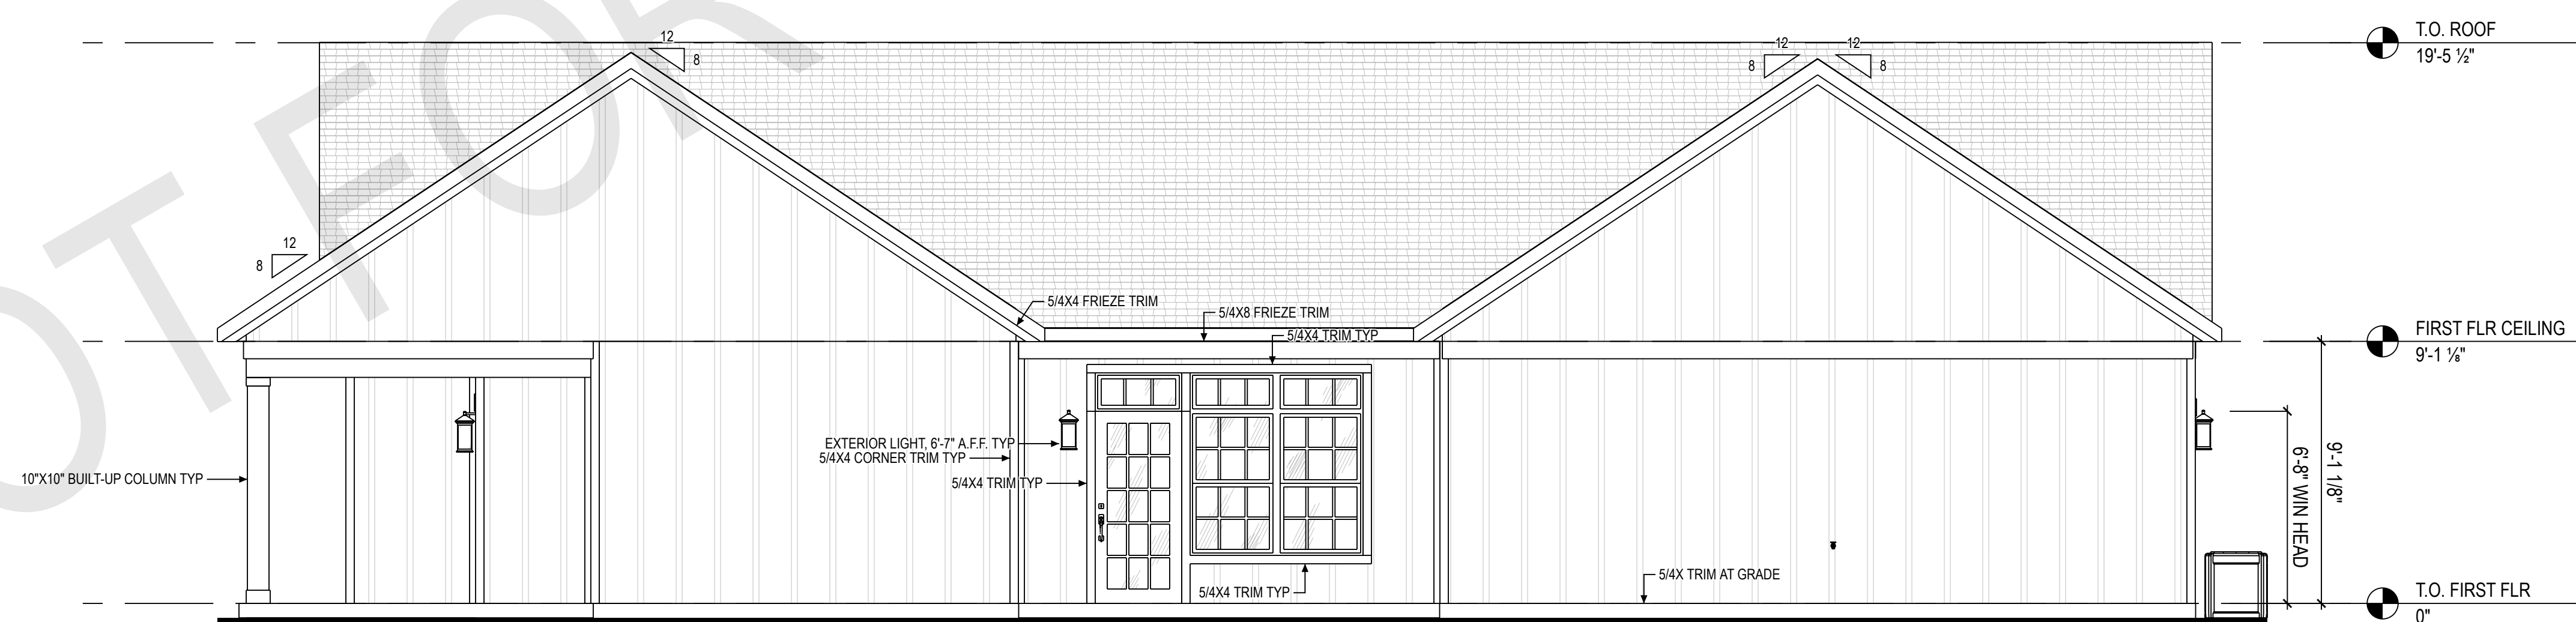 OT FOR
12
8
12
8
12
8
12
8
T.O. ROOF
19'-5 ½"
5/4X4 FRIEZE TRIM
5/4X8 FRIEZE TRIM
5/4X4 TRIM TYP
FIRST FLR CEILING
9'-1 ⅛"
EXTERIOR LIGHT, 6'-7" A.F.F. TYP
5/4X4 CORNER TRIM TYP
5/4X4 TRIM TYP
10"X10" BUILT-UP COLUMN TYP
6'-8" WIN HEAD
9'-1 1/8"
5/4X TRIM AT GRADE
5/4X4 TRIM TYP
T.O. FIRST FLR
0"